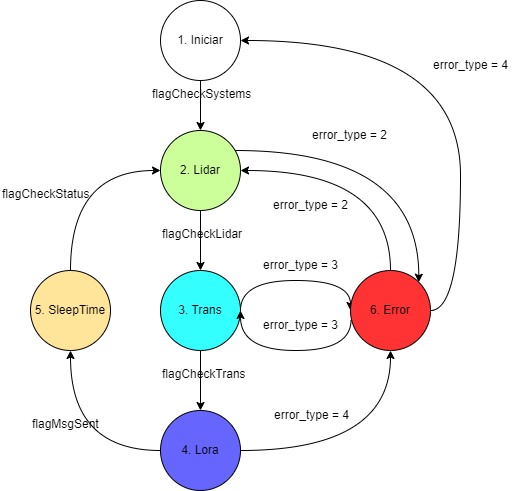 1. Iniciar
error_type = 4
flagCheckSystems
error_type = 2
2. Lidar
flagCheckStatus
error_type = 2
flagCheckLidar
error_type = 3
5. SleepTime
3. Trans
6. Error
error_type = 3
flagCheckTrans
error_type = 4
flagMsgSent
4. Lora